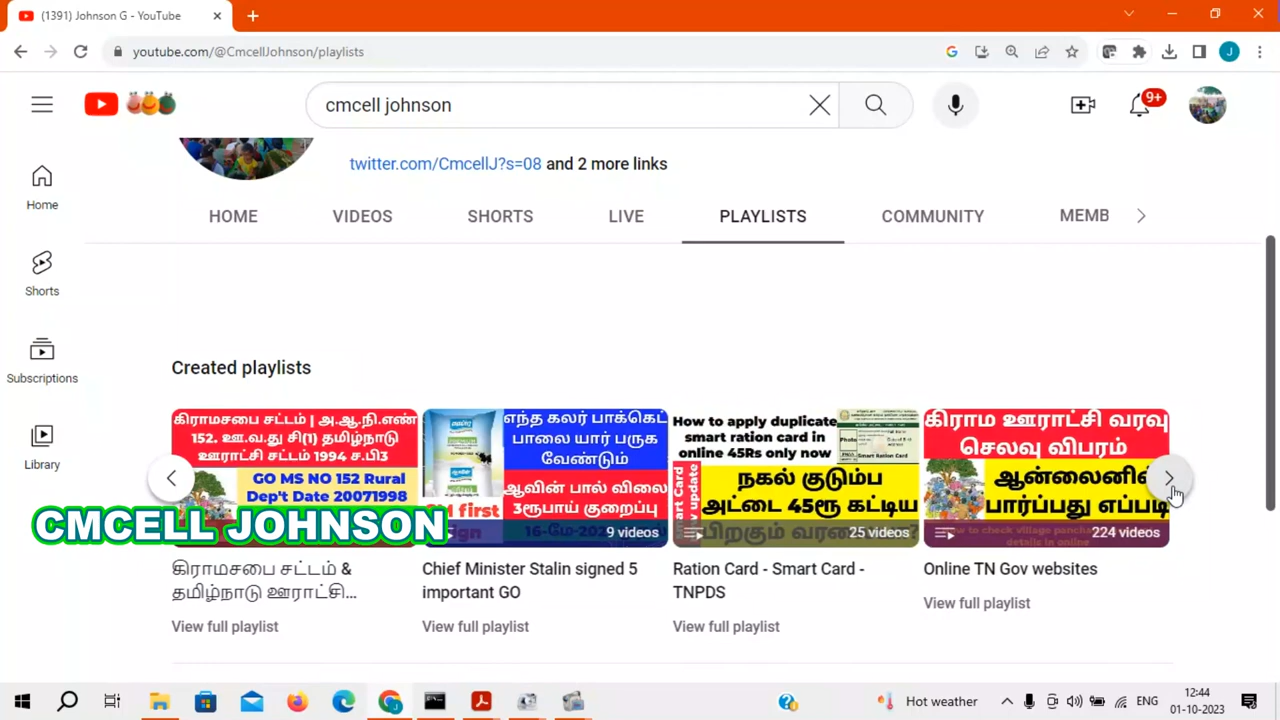 (1391) Johnson G - YouTube
youtube.com/@CmcellJohnson/playlists
cmcell johnson
9+
twitter.com/CmcellJ?s=08 and 2 more links
Home
HOME
VIDEOS
SHORTS
LIVE
PLAYLISTS
COMMUNITY
MEMB
Shorts
Subscriptions
Library
Created playlists
கிராமசபை சட்டம் | அ.ஆ.நி.எண்
152. ஊ.வ.து சி(1) தமிழ்நாடு
ஊராட்சி சட்டம் 1994 ச.பி3
GO MS NO 152 Rural
Dep't Date 20071998
எந்த கலர் பாக்கெட்
பாலை யார் பருக
வேண்டும்
ஆவின் பால் விலை
3ரூபாய் குறைப்பு
M first
ign
9 videos
How to apply duplicate
smart ration card in
online 45Rs only now
நகல் குடும்ப
அட்டை 45ரூ கட்டிய
பிறகும்
25 videos
கிராம ஊராட்சி வரவு
செலவு விபரம்
ஆன்லைனில்
பார்ப்பது எப்படி
224 videos
CMCELL JOHNSON
கிராமசபை சட்டம் &
தமிழ்நாடு ஊராட்சி...
View full playlist
Chief Minister Stalin signed 5
important GO
View full playlist
Ration Card - Smart Card -
TNPDS
View full playlist
Online TN Gov websites
View full playlist
Hot weather
ENG
12:44
01-10-2023